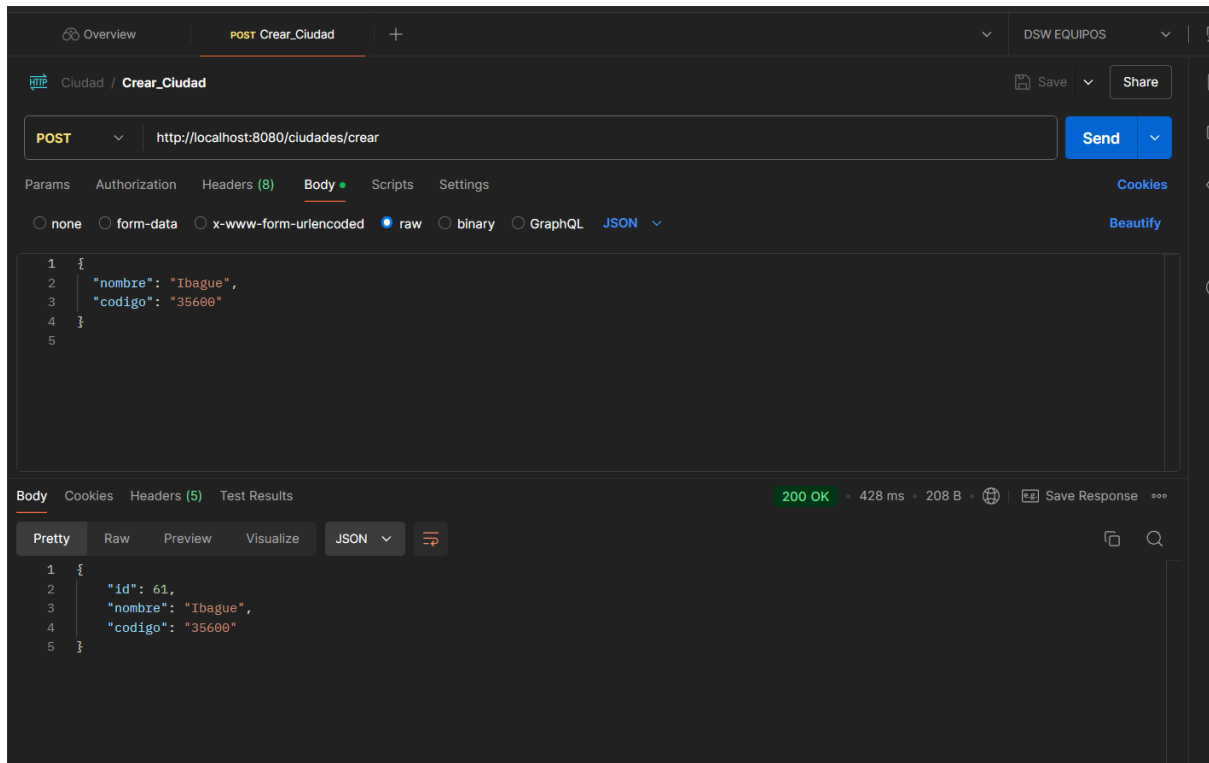 Overview POST Crear_Ciudad + DSW EQUIPOS
HTTP Ciudad / Crear_Ciudad Save Share
POST http://localhost:8080/ciudades/crear Send
Params Authorization Headers (8) Body Scripts Settings Cookies
none form-data x-www-form-urlencoded raw binary GraphQL JSON Beautify
1 {
2 "nombre": "Ibague",
3 "codigo": "35600"
4 }
5
Body Cookies Headers (5) Test Results 200 OK • 428 ms • 208 B • e.g. Save Response
Pretty Raw Preview Visualize JSON
1 {
2 "id": 61,
3 "nombre": "Ibague",
4 "codigo": "35600"
5 }